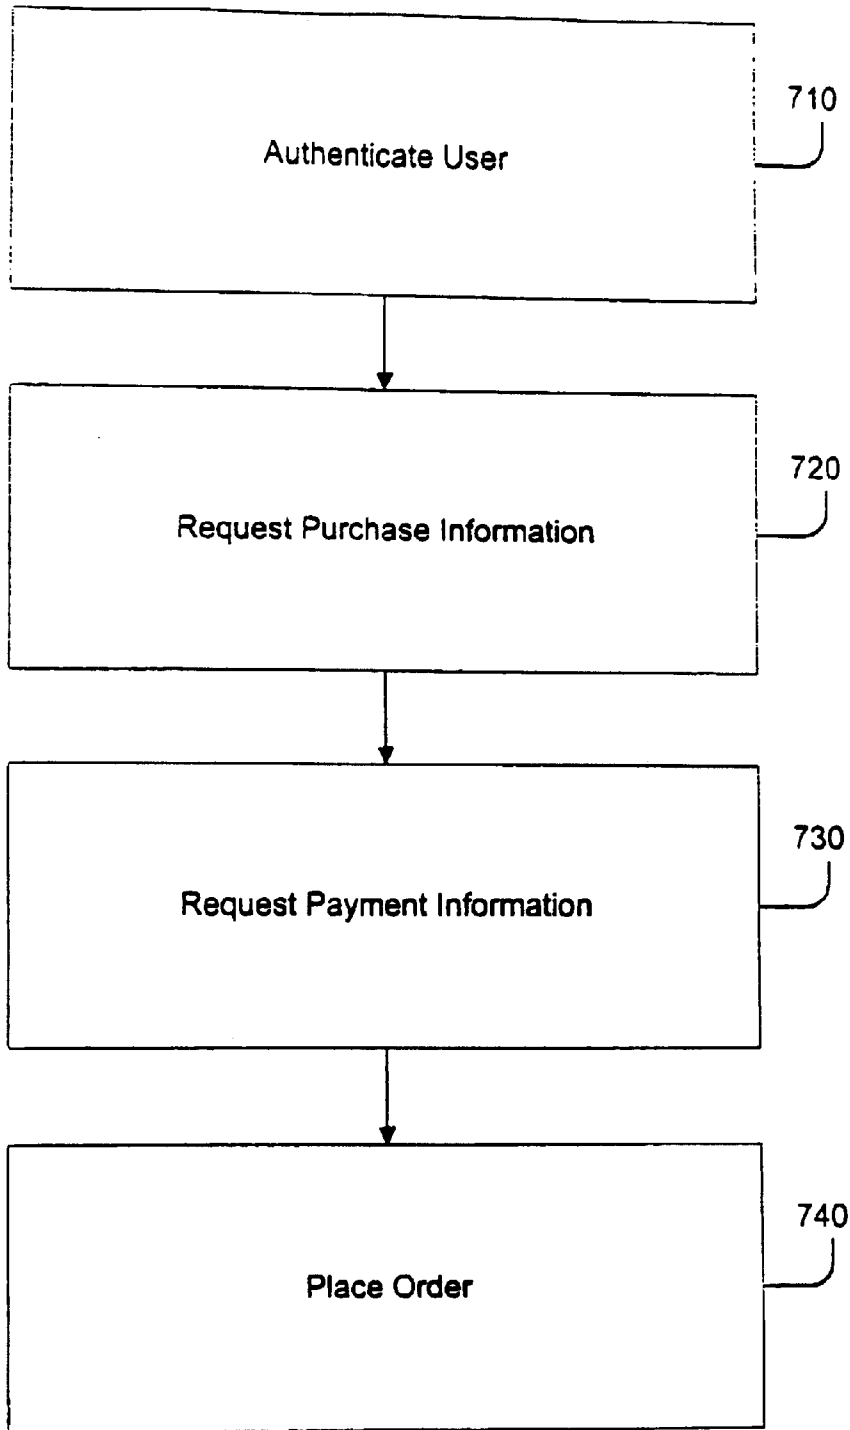 710
Authenticate User
720
Request Purchase Information
730
Request Payment Information
740
Place Order